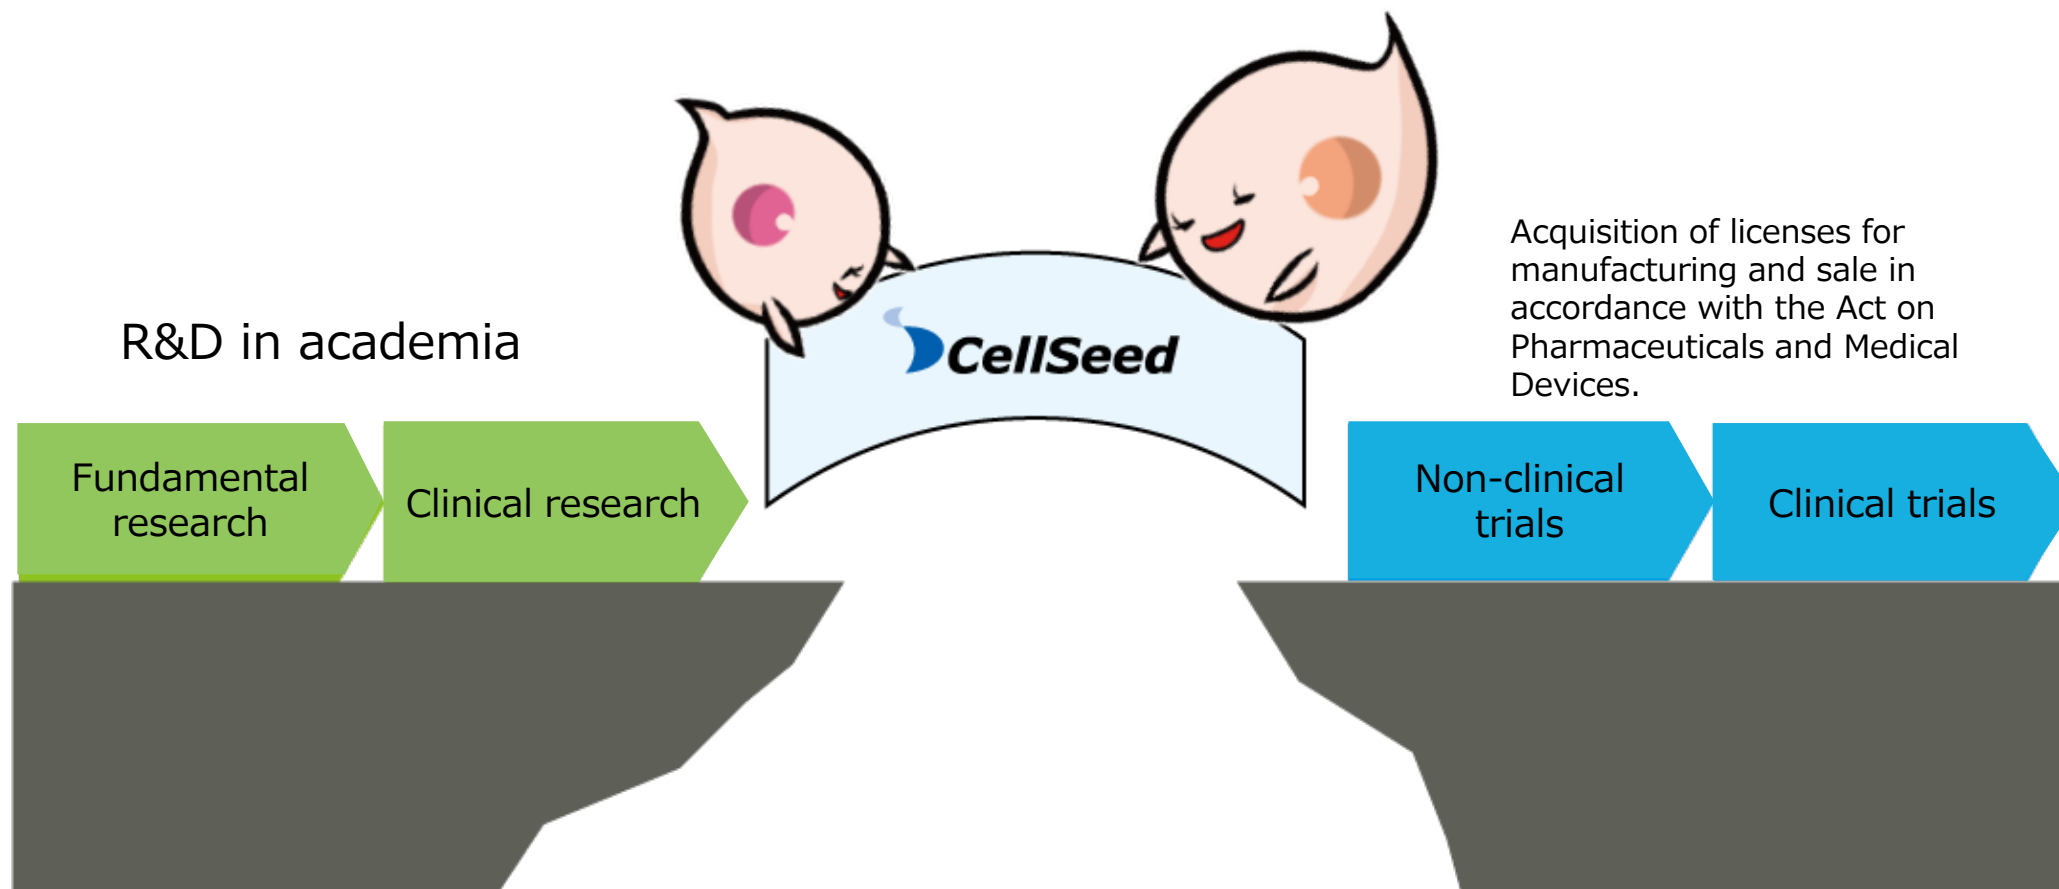 R&D in academia
Fundamental
research
Clinical research
CellSeed
Acquisition of licenses for
manufacturing and sale in
accordance with the Act on
Pharmaceuticals and Medical
Devices.
Non-clinical
trials
Clinical trials